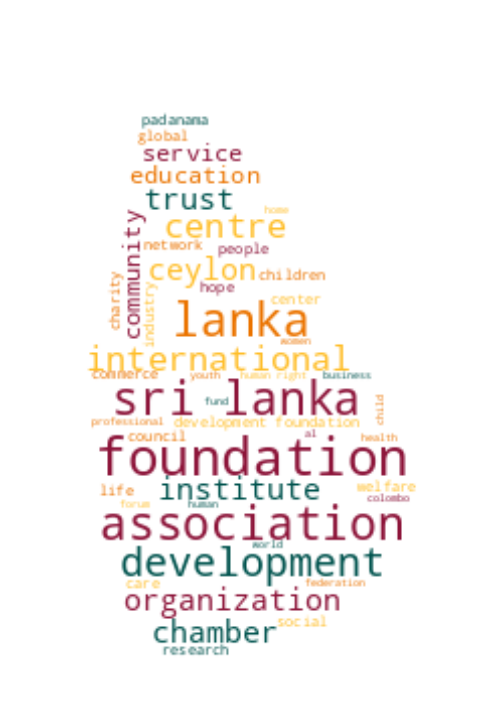 padanama
global
service
education
trust
home
centre
community
network people
ceylon children
hope
charity
industry
center
lanka
women
international
commerce youth human right business
sri lanka
fund
child
professional development foundation
council al health
foundation
life institute welfare
colombo
forum human
association
world
development
care federation
organization
social
chamber
research